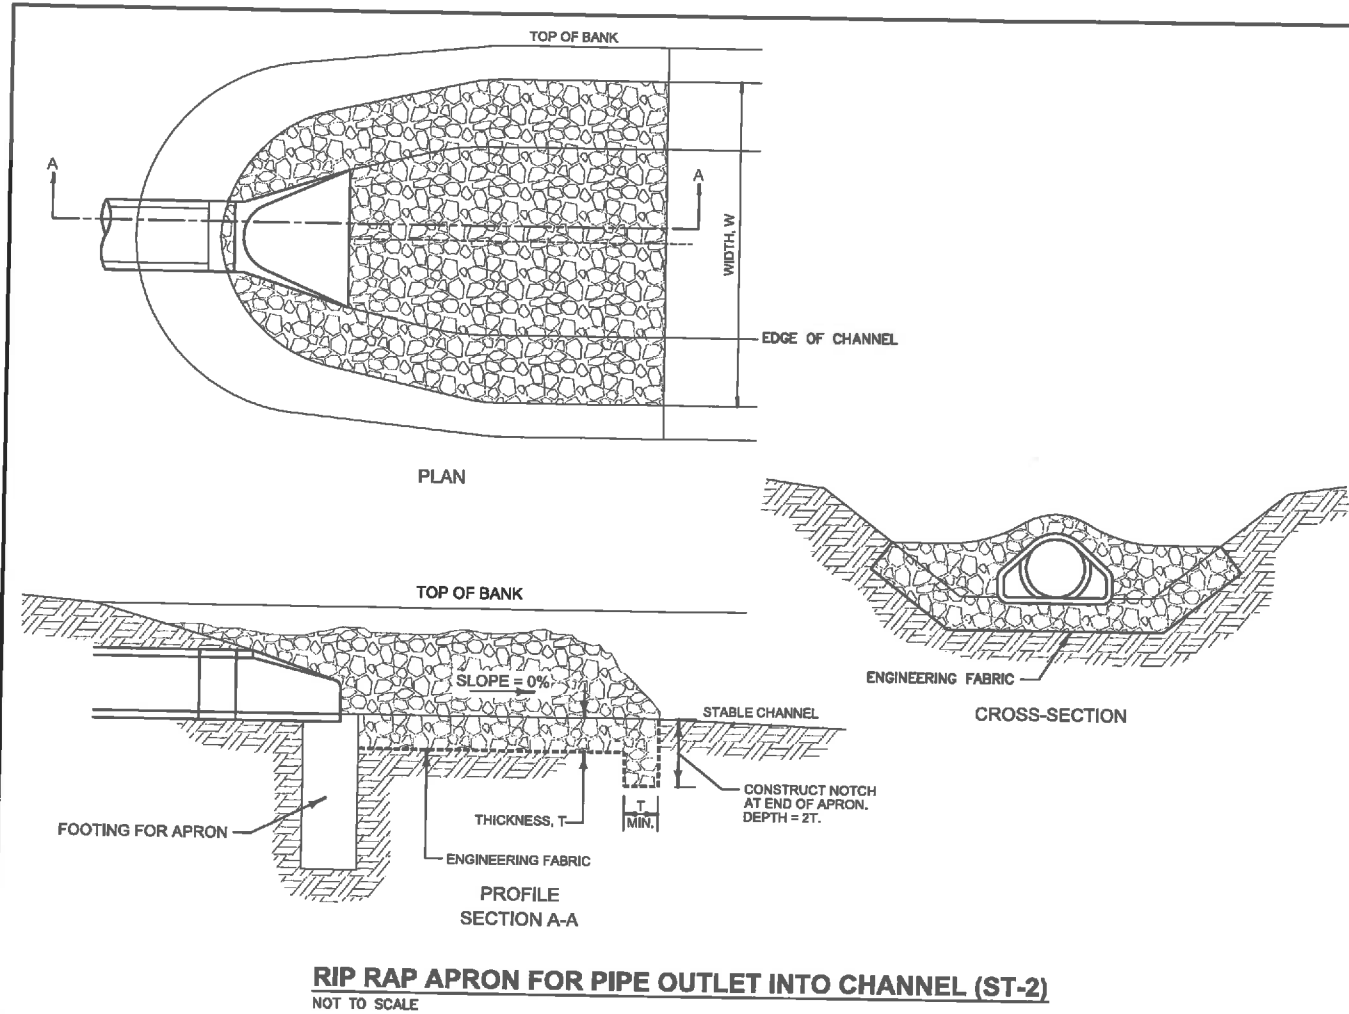 TOP OF BANK
A
A
WIDTH, W
EDGE OF CHANNEL
PLAN
TOP OF BANK
SLOPE = 0%
STABLE CHANNEL
CONSTRUCT NOTCH
AT END OF APRON.
DEPTH = 2T.
T
MIN.
THICKNESS, T
FOOTING FOR APRON
ENGINEERING FABRIC
PROFILE
SECTION A-A
ENGINEERING FABRIC
CROSS-SECTION
RIP RAP APRON FOR PIPE OUTLET INTO CHANNEL (ST-2)
NOT TO SCALE